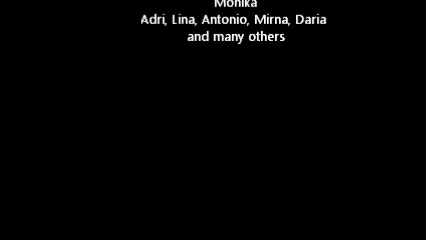 Monika
Adri, Lina, Antonio, Mirna, Daria
and many others